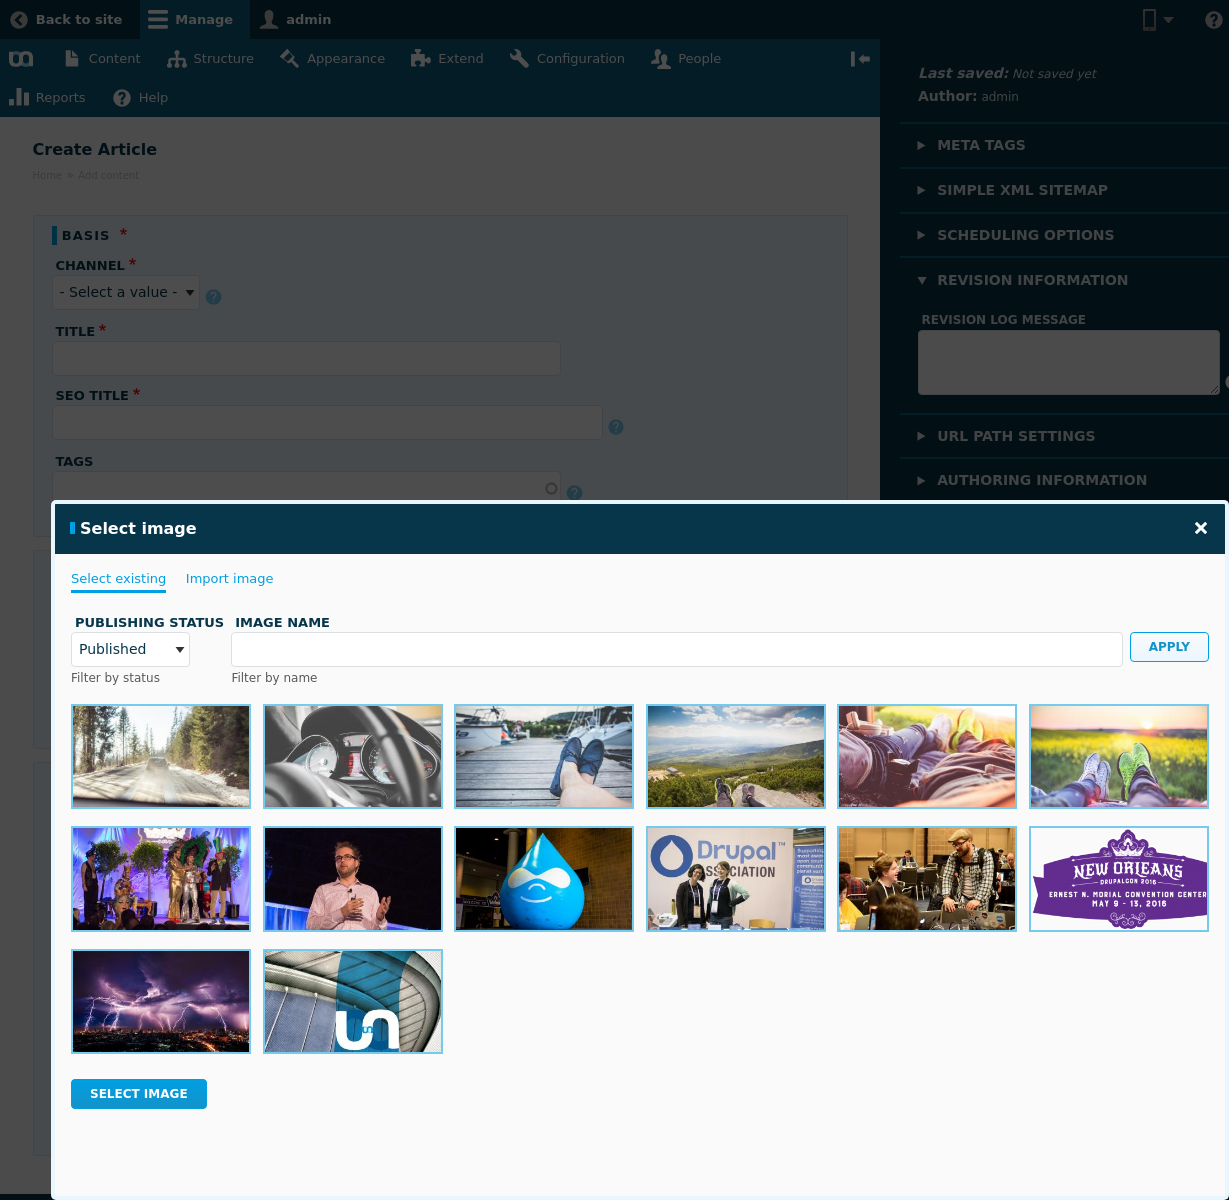 Back to site
Manage
admin
Content
Structure
Appearance
Extend
Configuration
People
Reports
Help
Last saved: Not saved yet
Author: admin
META TAGS
SIMPLE XML SITEMAP
SCHEDULING OPTIONS
REVISION INFORMATION
REVISION LOG MESSAGE
URL PATH SETTINGS
AUTHORING INFORMATION
Create Article
Home » Add content
BASIS *
CHANNEL *
- Select a value -
TITLE *
SEO TITLE *
TAGS
Select image
Select existing
Import image
PUBLISHING STATUS
IMAGE NAME
Published
APPLY
Filter by status
Filter by name
Drupal™
ASSOCIATION
NEW ORLEANS
DRUPALCON 2016
ERNEST N. MORIAL CONVENTION CENTER
MAY 9 - 13, 2016
SELECT IMAGE